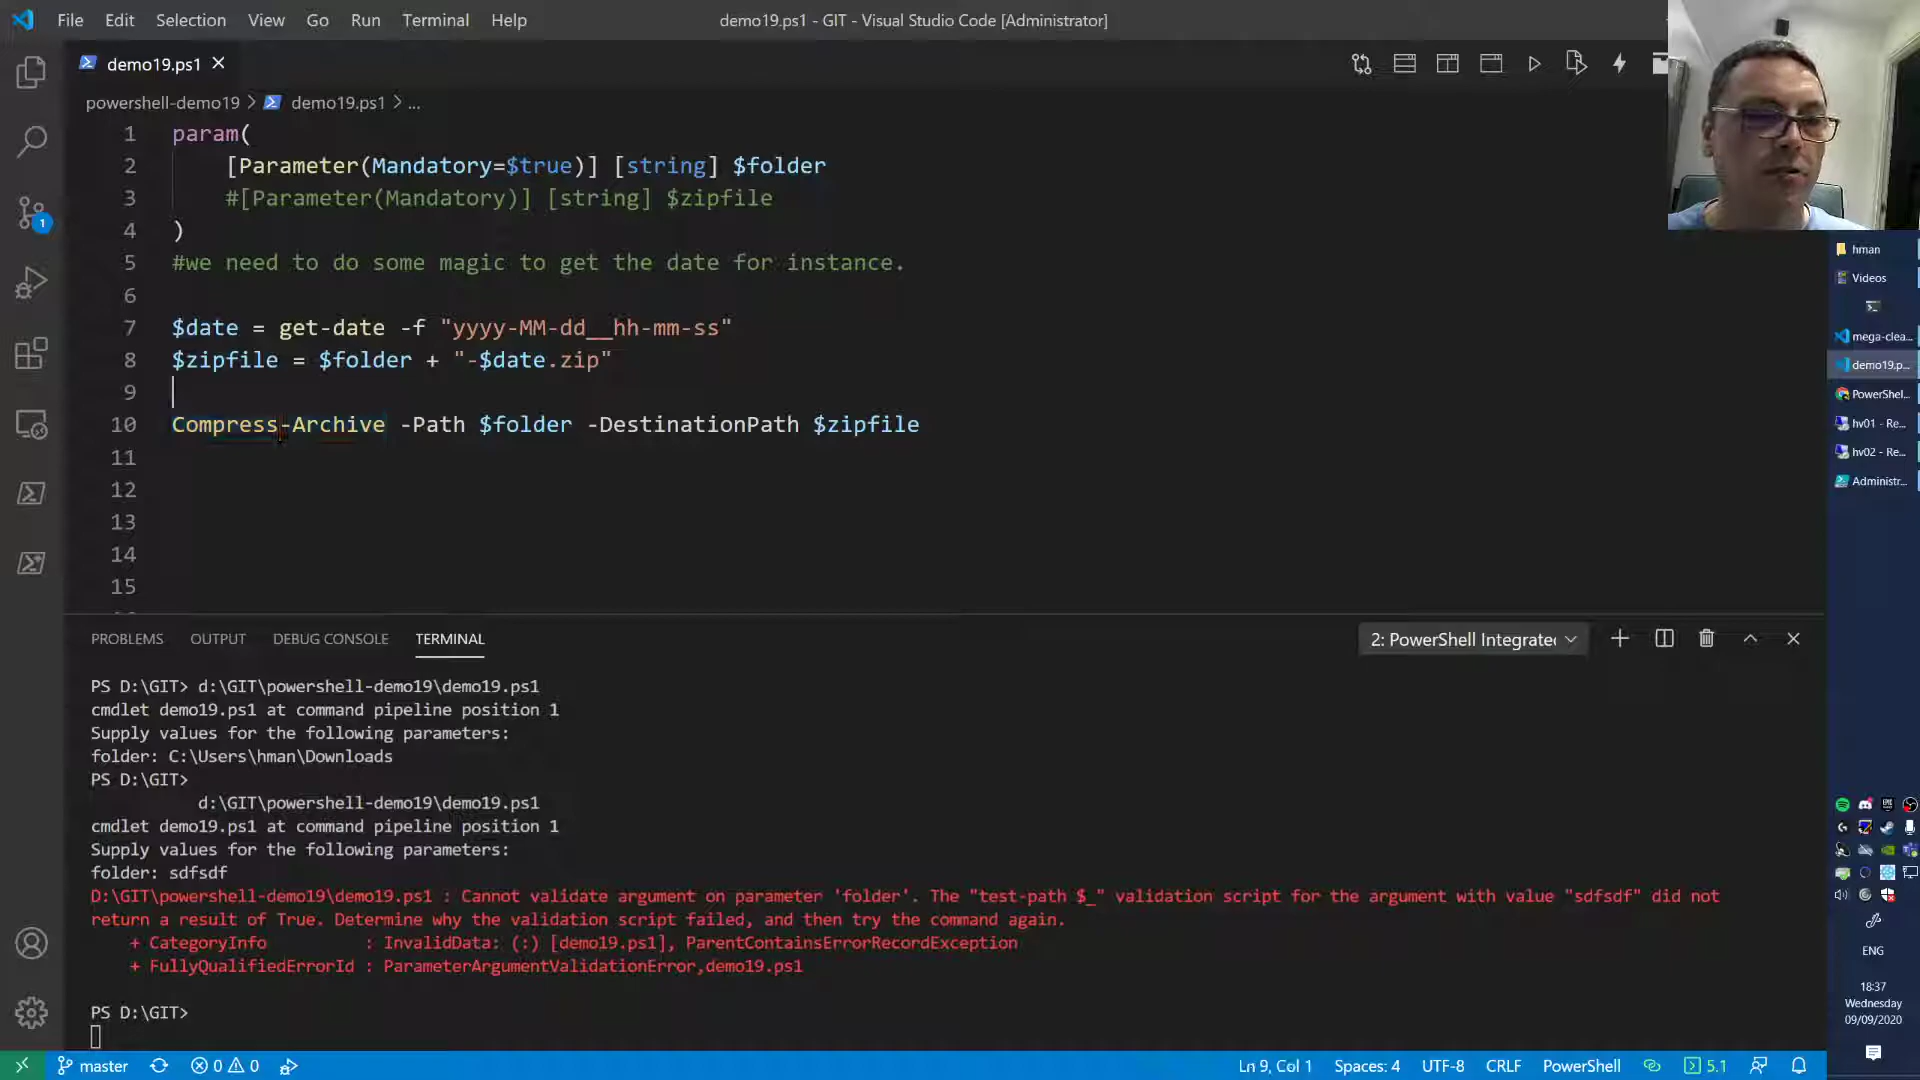 File Edit Selection View Go Run Terminal Help
demo19.ps1 - GIT - Visual Studio Code [Administrator]
demo19.ps1
powershell-demo19 > demo19.ps1 > ...
1 param(
2 [Parameter(Mandatory=$true)] [string] $folder
3 #[Parameter(Mandatory)] [string] $zipfile
4 )
5 #we need to do some magic to get the date for instance.
6
7 $date = get-date -f "yyyy-MM-dd__hh-mm-ss"
8 $zipfile = $folder + "-$date.zip"
9
10 Compress-Archive -Path $folder -DestinationPath $zipfile
11
12
13
14
15
PROBLEMS OUTPUT DEBUG CONSOLE TERMINAL
2: PowerShell Integrated
PS D:\GIT> d:\GIT\powershell-demo19\demo19.ps1
cmdlet demo19.ps1 at command pipeline position 1
Supply values for the following parameters:
folder: C:\Users\hman\Downloads
PS D:\GIT>
d:\GIT\powershell-demo19\demo19.ps1
cmdlet demo19.ps1 at command pipeline position 1
Supply values for the following parameters:
folder: sdfsdf
D:\GIT\powershell-demo19\demo19.ps1 : Cannot validate argument on parameter 'folder'. The "test-path $_" validation script for the argument with value "sdfsdf" did not
return a result of True. Determine why the validation script failed, and then try the command again.
+ CategoryInfo : InvalidData: (:) [demo19.ps1], ParentContainsErrorRecordException
+ FullyQualifiedErrorId : ParameterArgumentValidationError,demo19.ps1
PS D:\GIT>
master 0 0
Ln 9, Col 1 Spaces: 4 UTF-8 CRLF PowerShell 5.1
1
hman
Videos
mega-clea...
demo19.p...
PowerShel...
hv01 - Re...
hv02 - Re...
Administr...
ENG
18:37
Wednesday
09/09/2020